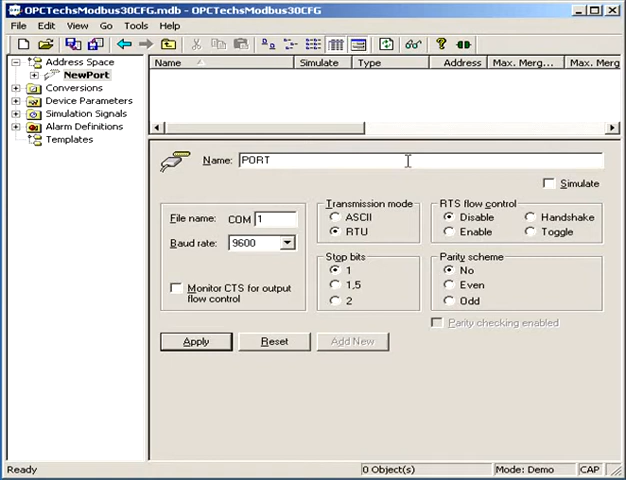 OPCTechsModbus30CFG.mdb - OPCTechsModbus30CFG
File Edit View Go Tools Help
Address Space
NewPort
Conversions
Device Parameters
Simulation Signals
Alarm Definitions
Templates
Name Simulate Type Address Max. Merg... Max. Merg
Name: PORT
Simulate
File name: COM 1
Baud rate: 9600
Monitor CTS for output
flow control
Transmission mode
ASCII
RTU
Stop bits
1
1,5
2
RTS flow control
Disable Handshake
Enable Toggle
Parity scheme
No
Even
Odd
Parity checking enabled
Apply Reset Add New
Ready 0 Object(s) Mode: Demo CAP